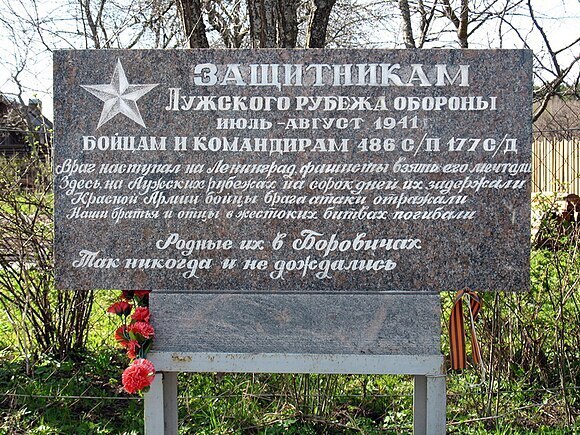 ЗАЩИТНИКАМ
ЛУЖСКОГО РУБЕЖА ОБОРОНЫ
ИЮЛЬ - АВГУСТ 1941 г
БОЙЦАМ И КОМАНДИРАМ 486 С/П 177 С/Д
Враг наступал на Ленинград, фашисты взять его мечтали
Здесь на Лужских рубежах на сорок дней их задержали
Красной Армии бойцы врага атаки отражали
Наши братья и отцы в жестоких битвах погибали
Родные их в Боровичах
Так никогда и не дождались